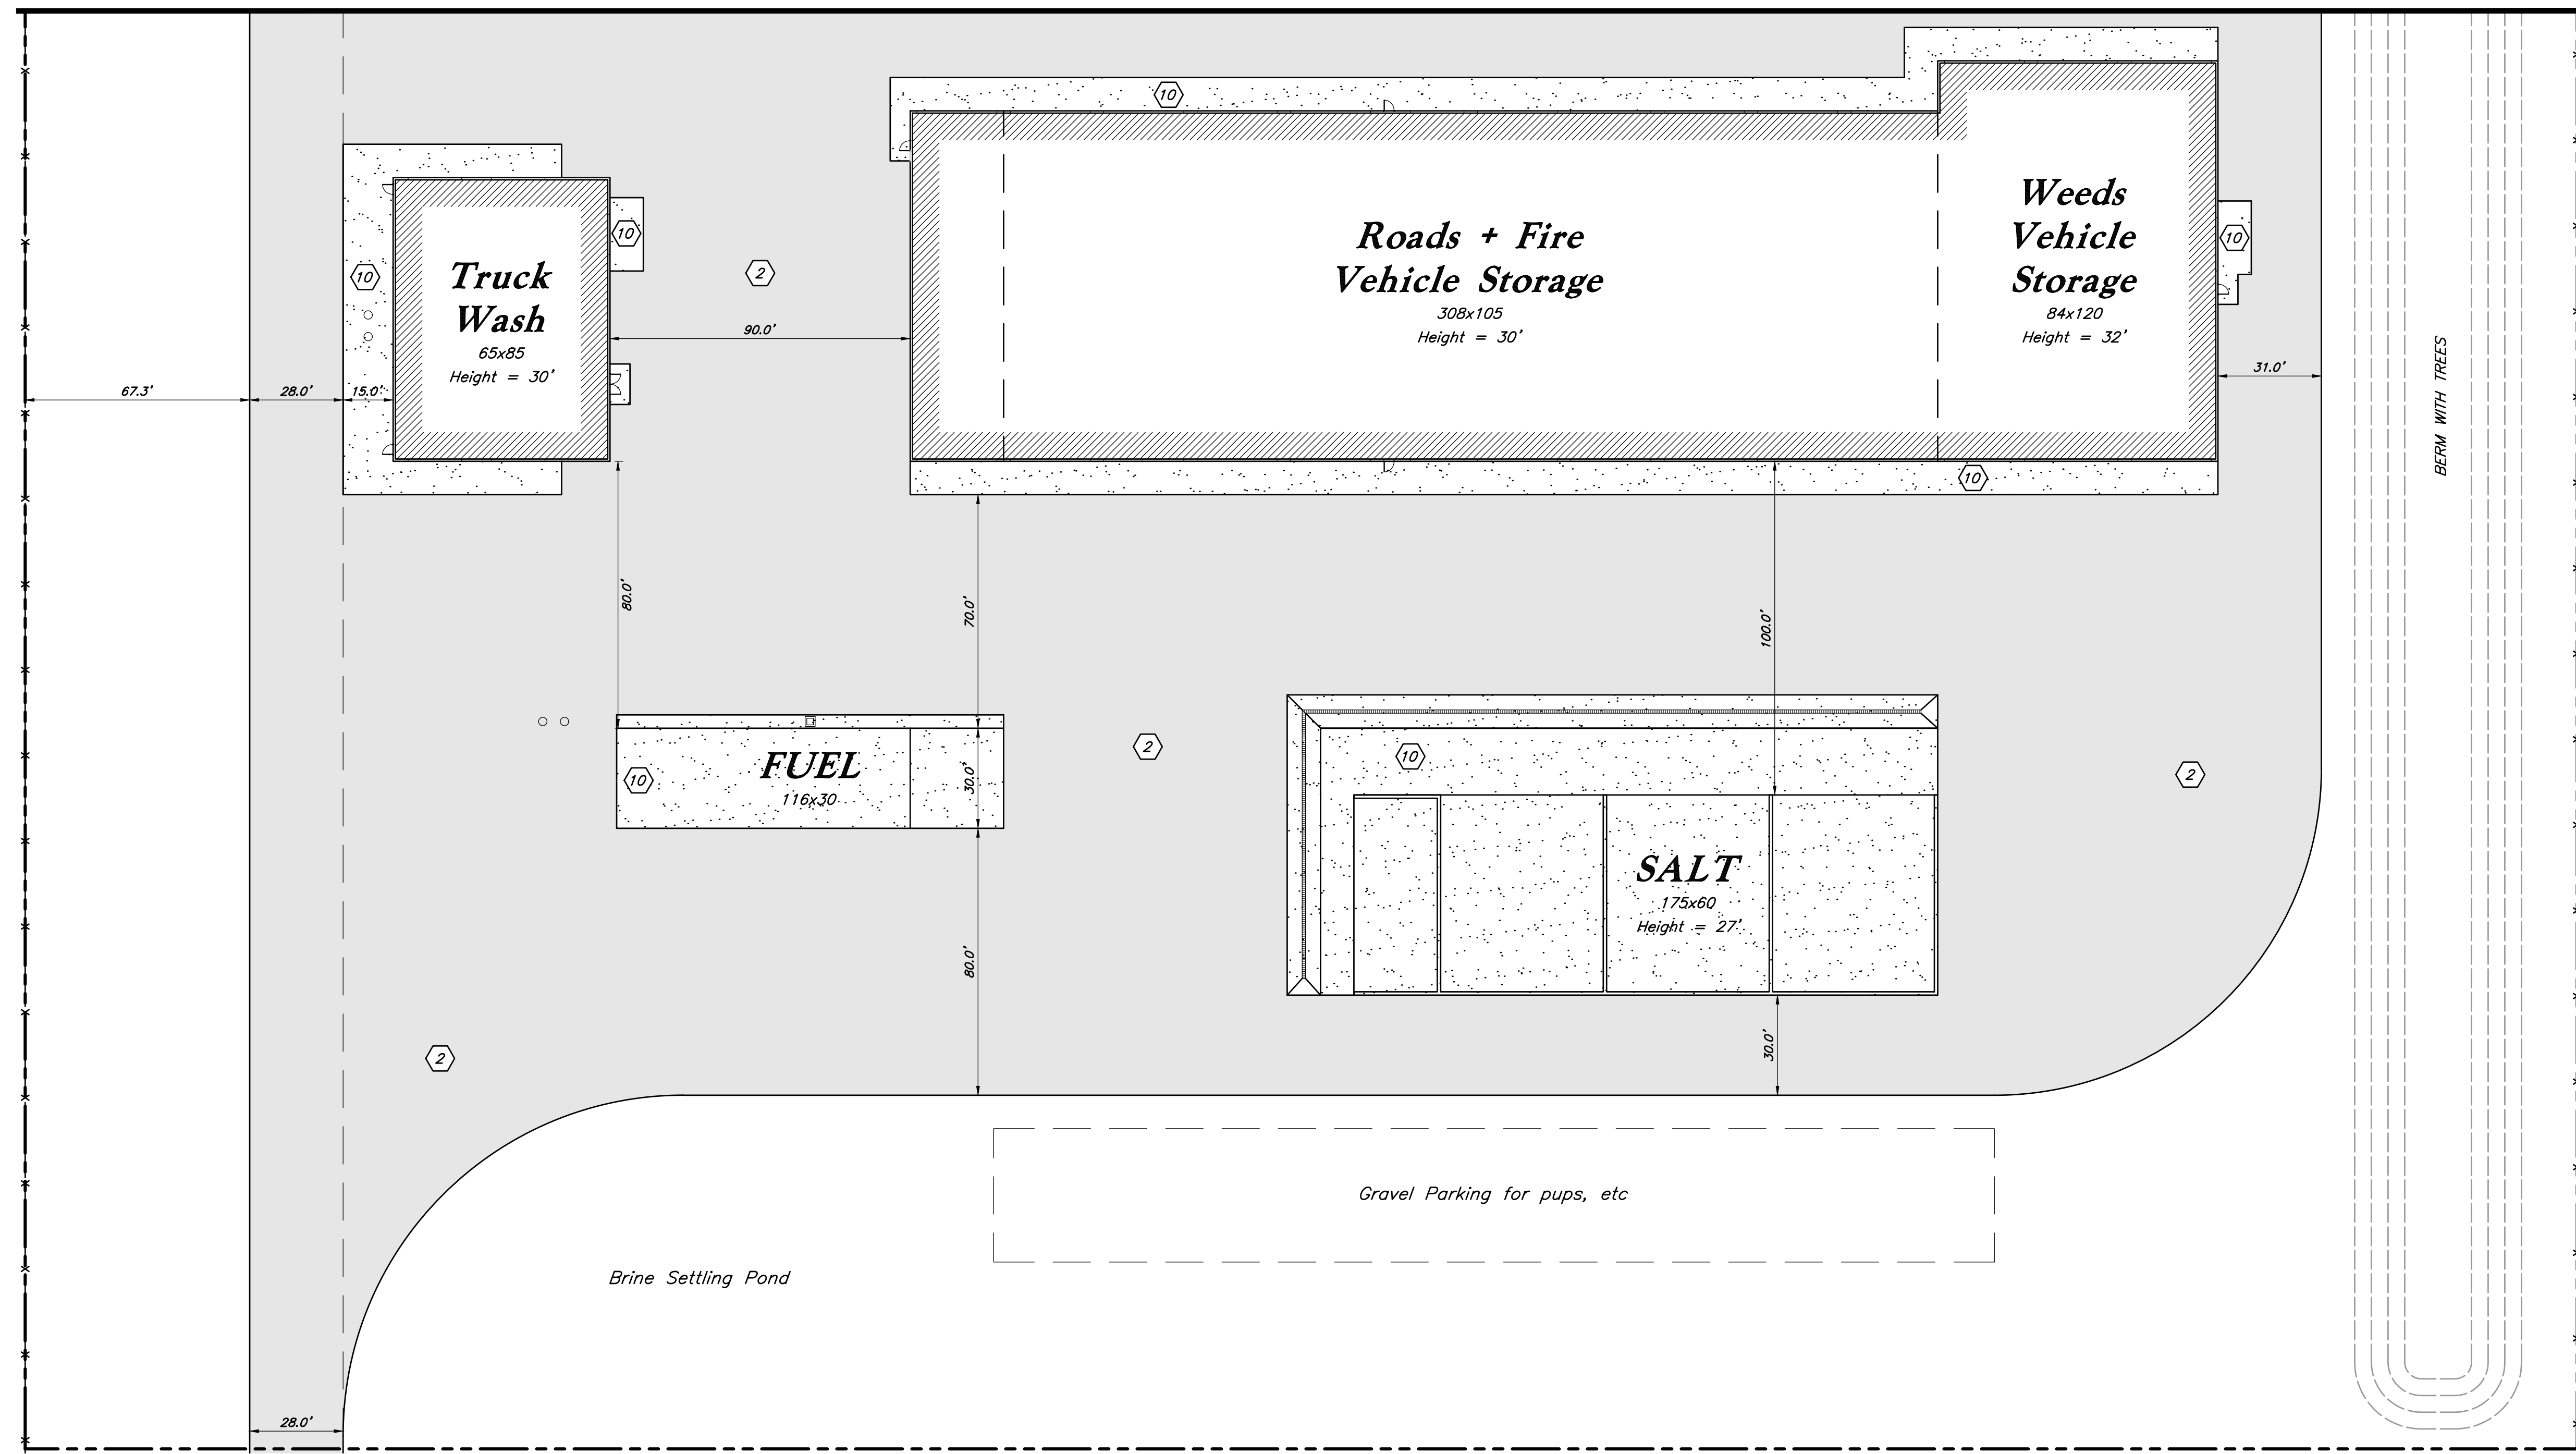 10
10
10
10
2
Truck
Wash
65x85
Height = 30'
Roads + Fire
Vehicle Storage
308x105
Height = 30'
Weeds
Vehicle
Storage
84x120
Height = 32'
90.0'
67.3'
28.0'
15.0'
31.0'
BERM WITH TREES
10
80.0'
70.0'
100.0'
2
2
10
FUEL
116x30
30.0'
10
SALT
175x60
Height = 27'
80.0'
30.0'
2
Gravel Parking for pups, etc
Brine Settling Pond
28.0'